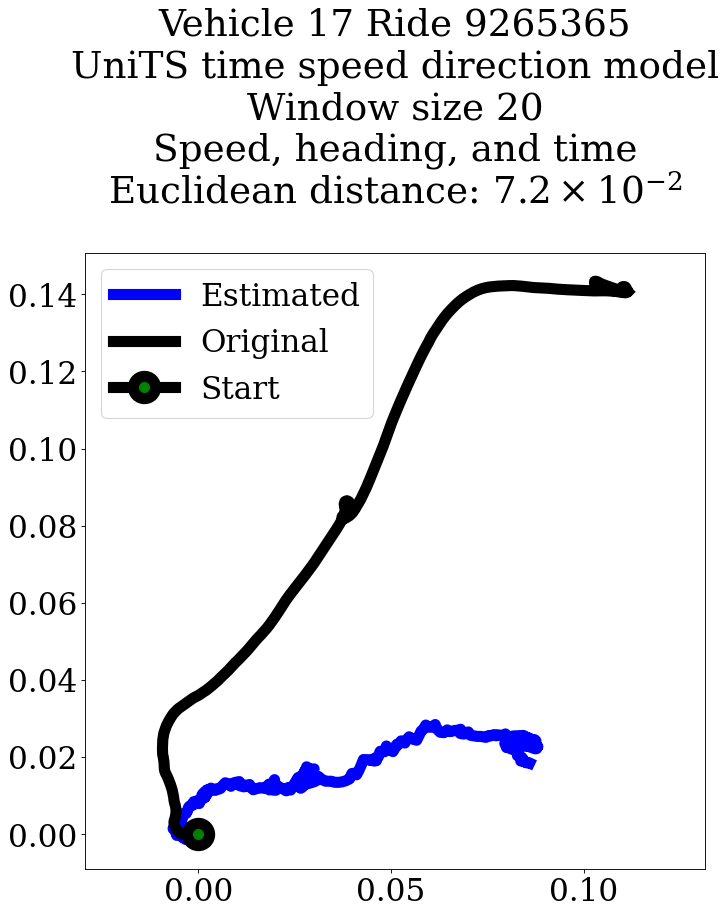 Vehicle 17 Ride 9265365
UniTS time speed direction model
Window size 20
Speed, heading, and time
Euclidean distance: 7.2 × 10⁻²
Estimated
Original
Start
0.14
0.12
0.10
0.08
0.06
0.04
0.02
0.00
0.00 0.05 0.10